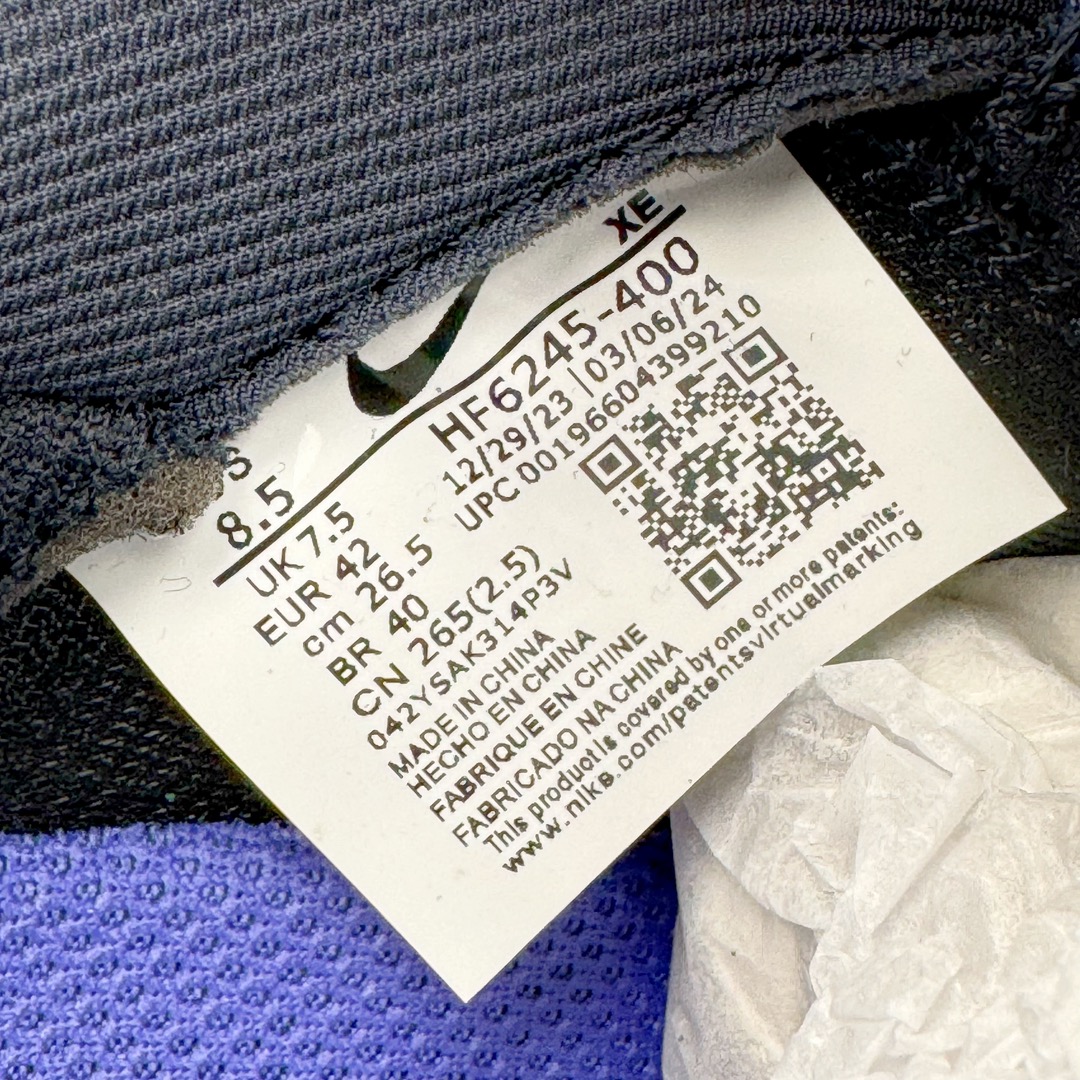 XE
S
8.5
HF6245-400
UK 7.5
12/29/23 | 03/06/24
EUR 42
UPC 00196604399210
cm 26.5
BR 40
CN 265(2.5)
042YSAK314P3V
MADE IN CHINA
HECHO EN CHINA
FABRIQUE EN CHINE
FABRICADO NA CHINA
This product is covered by one or more patents:
www.nike.com/patentsvirtualmarking